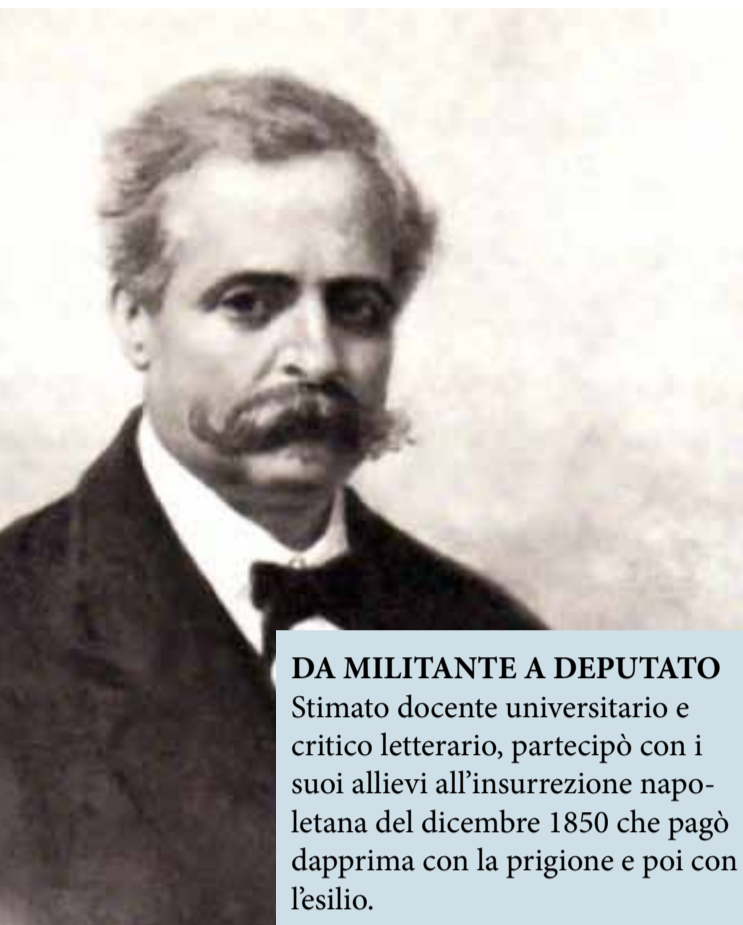 DA MILITANTE A DEPUTATO
Stimato docente universitario e
critico letterario, partecipò con i
suoi allievi all'insurrezione napo-
letana del dicembre 1850 che pagò
dapprima con la prigione e poi con
l'esilio.